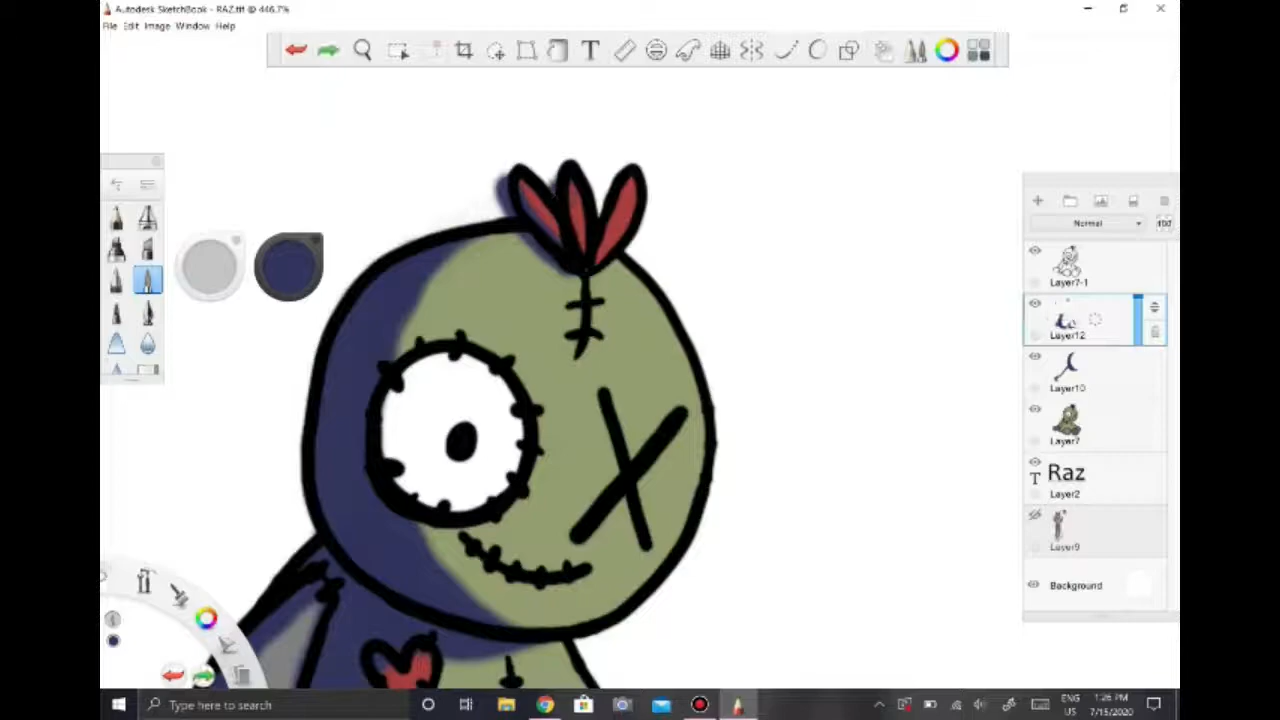 Autodesk SketchBook - RAZ.tif @ 446.7%
File Edit Image Window Help
T
Normal
100
Layer7-1
Layer12
Layer10
Layer7
T Raz
Layer2
Layer9
Background
Type here to search
ENG
US
1:26 PM
7/15/2020